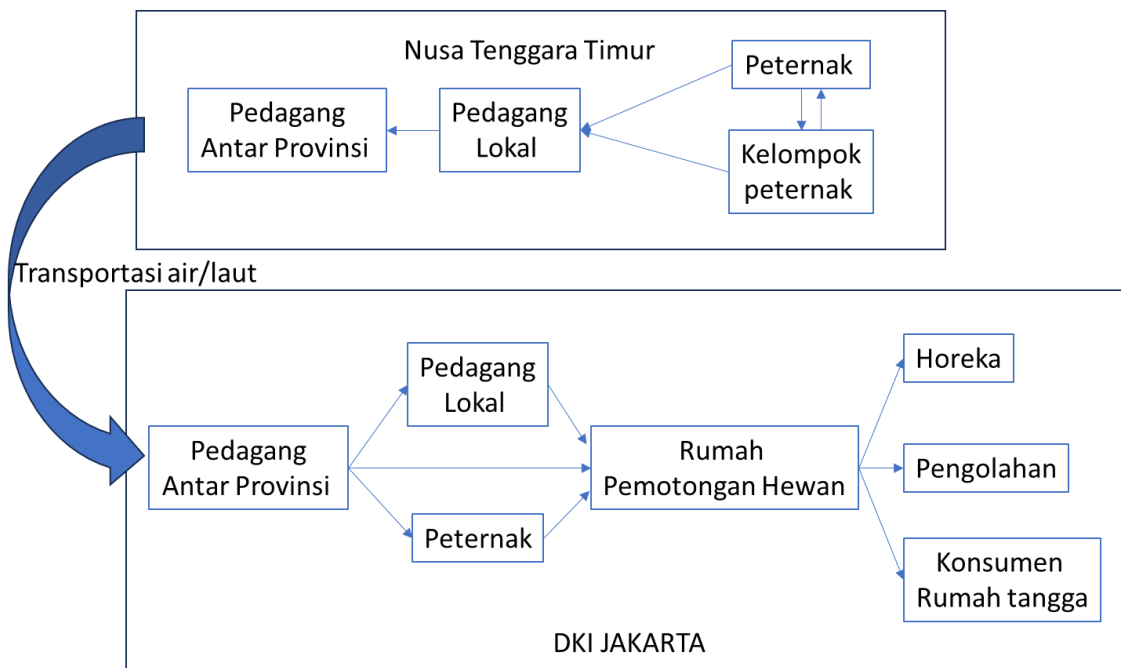 Nusa Tenggara Timur
Peternak
Pedagang
Antar Provinsi
Pedagang
Lokal
Kelompok
peternak
Transportasi air/laut
Pedagang
Lokal
Horeka
Pedagang
Antar Provinsi
Rumah
Pemotongan Hewan
Pengolahan
Peternak
Konsumen
Rumah tangga
DKI JAKARTA